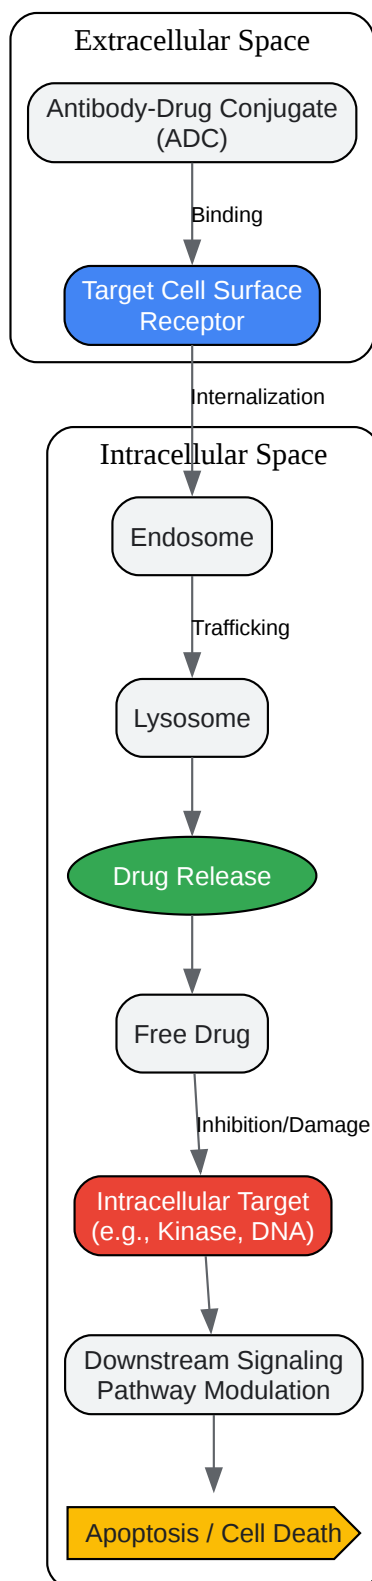 Extracellular Space
Antibody-Drug Conjugate
(ADC)
Binding
Target Cell Surface
Receptor
Internalization
Intracellular Space
Endosome
Trafficking
Lysosome
Drug Release
Free Drug
Inhibition/Damage
Intracellular Target
(e.g., Kinase, DNA)
Downstream Signaling
Pathway Modulation
Apoptosis / Cell Death